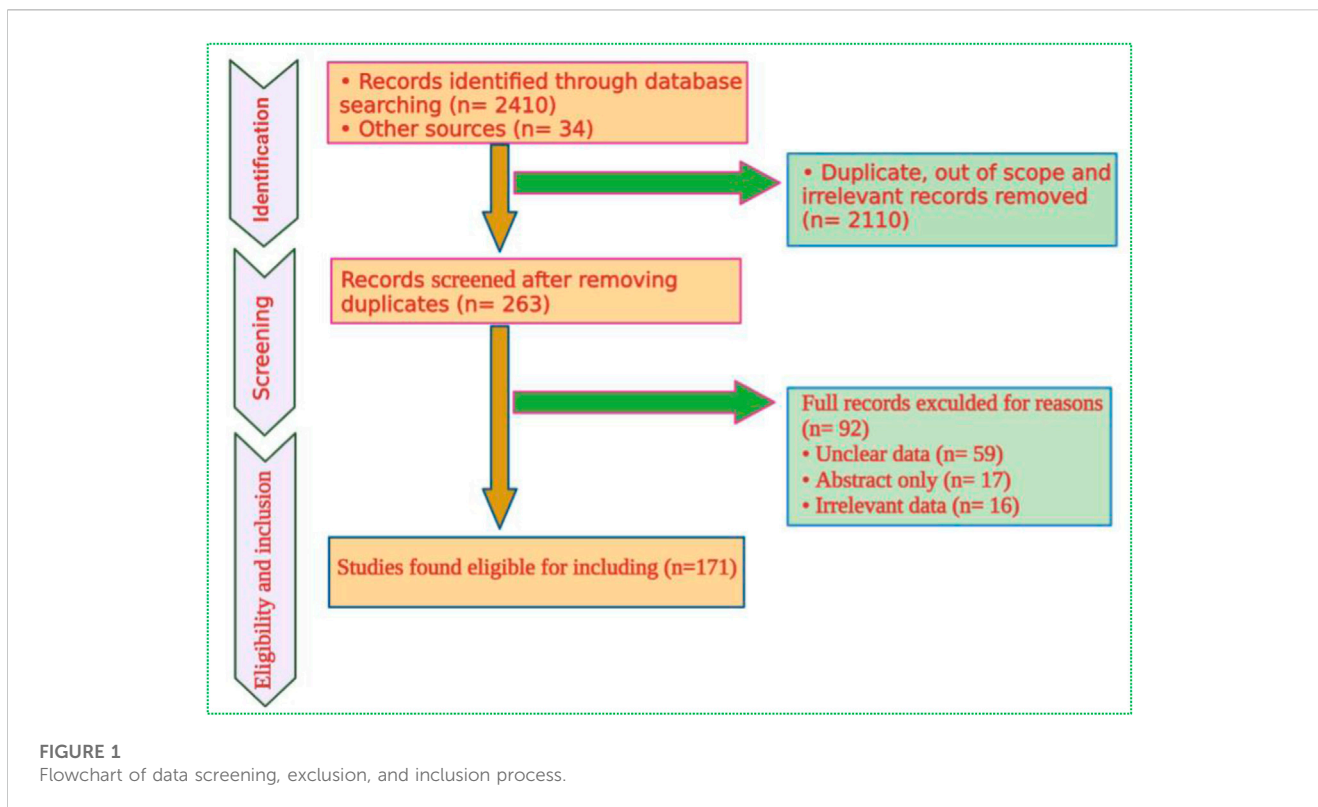 Identification
• Records identified through database
searching (n= 2410)
• Other sources (n= 34)
• Duplicate, out of scope and
irrelevant records removed
(n= 2110)
Screening
Records screened after removing
duplicates (n= 263)
Full records exculded for reasons
(n= 92)
• Unclear data (n= 59)
• Abstract only (n= 17)
• Irrelevant data (n= 16)
Eligibility and inclusion
Studies found eligible for including (n=171)
FIGURE 1
Flowchart of data screening, exclusion, and inclusion process.